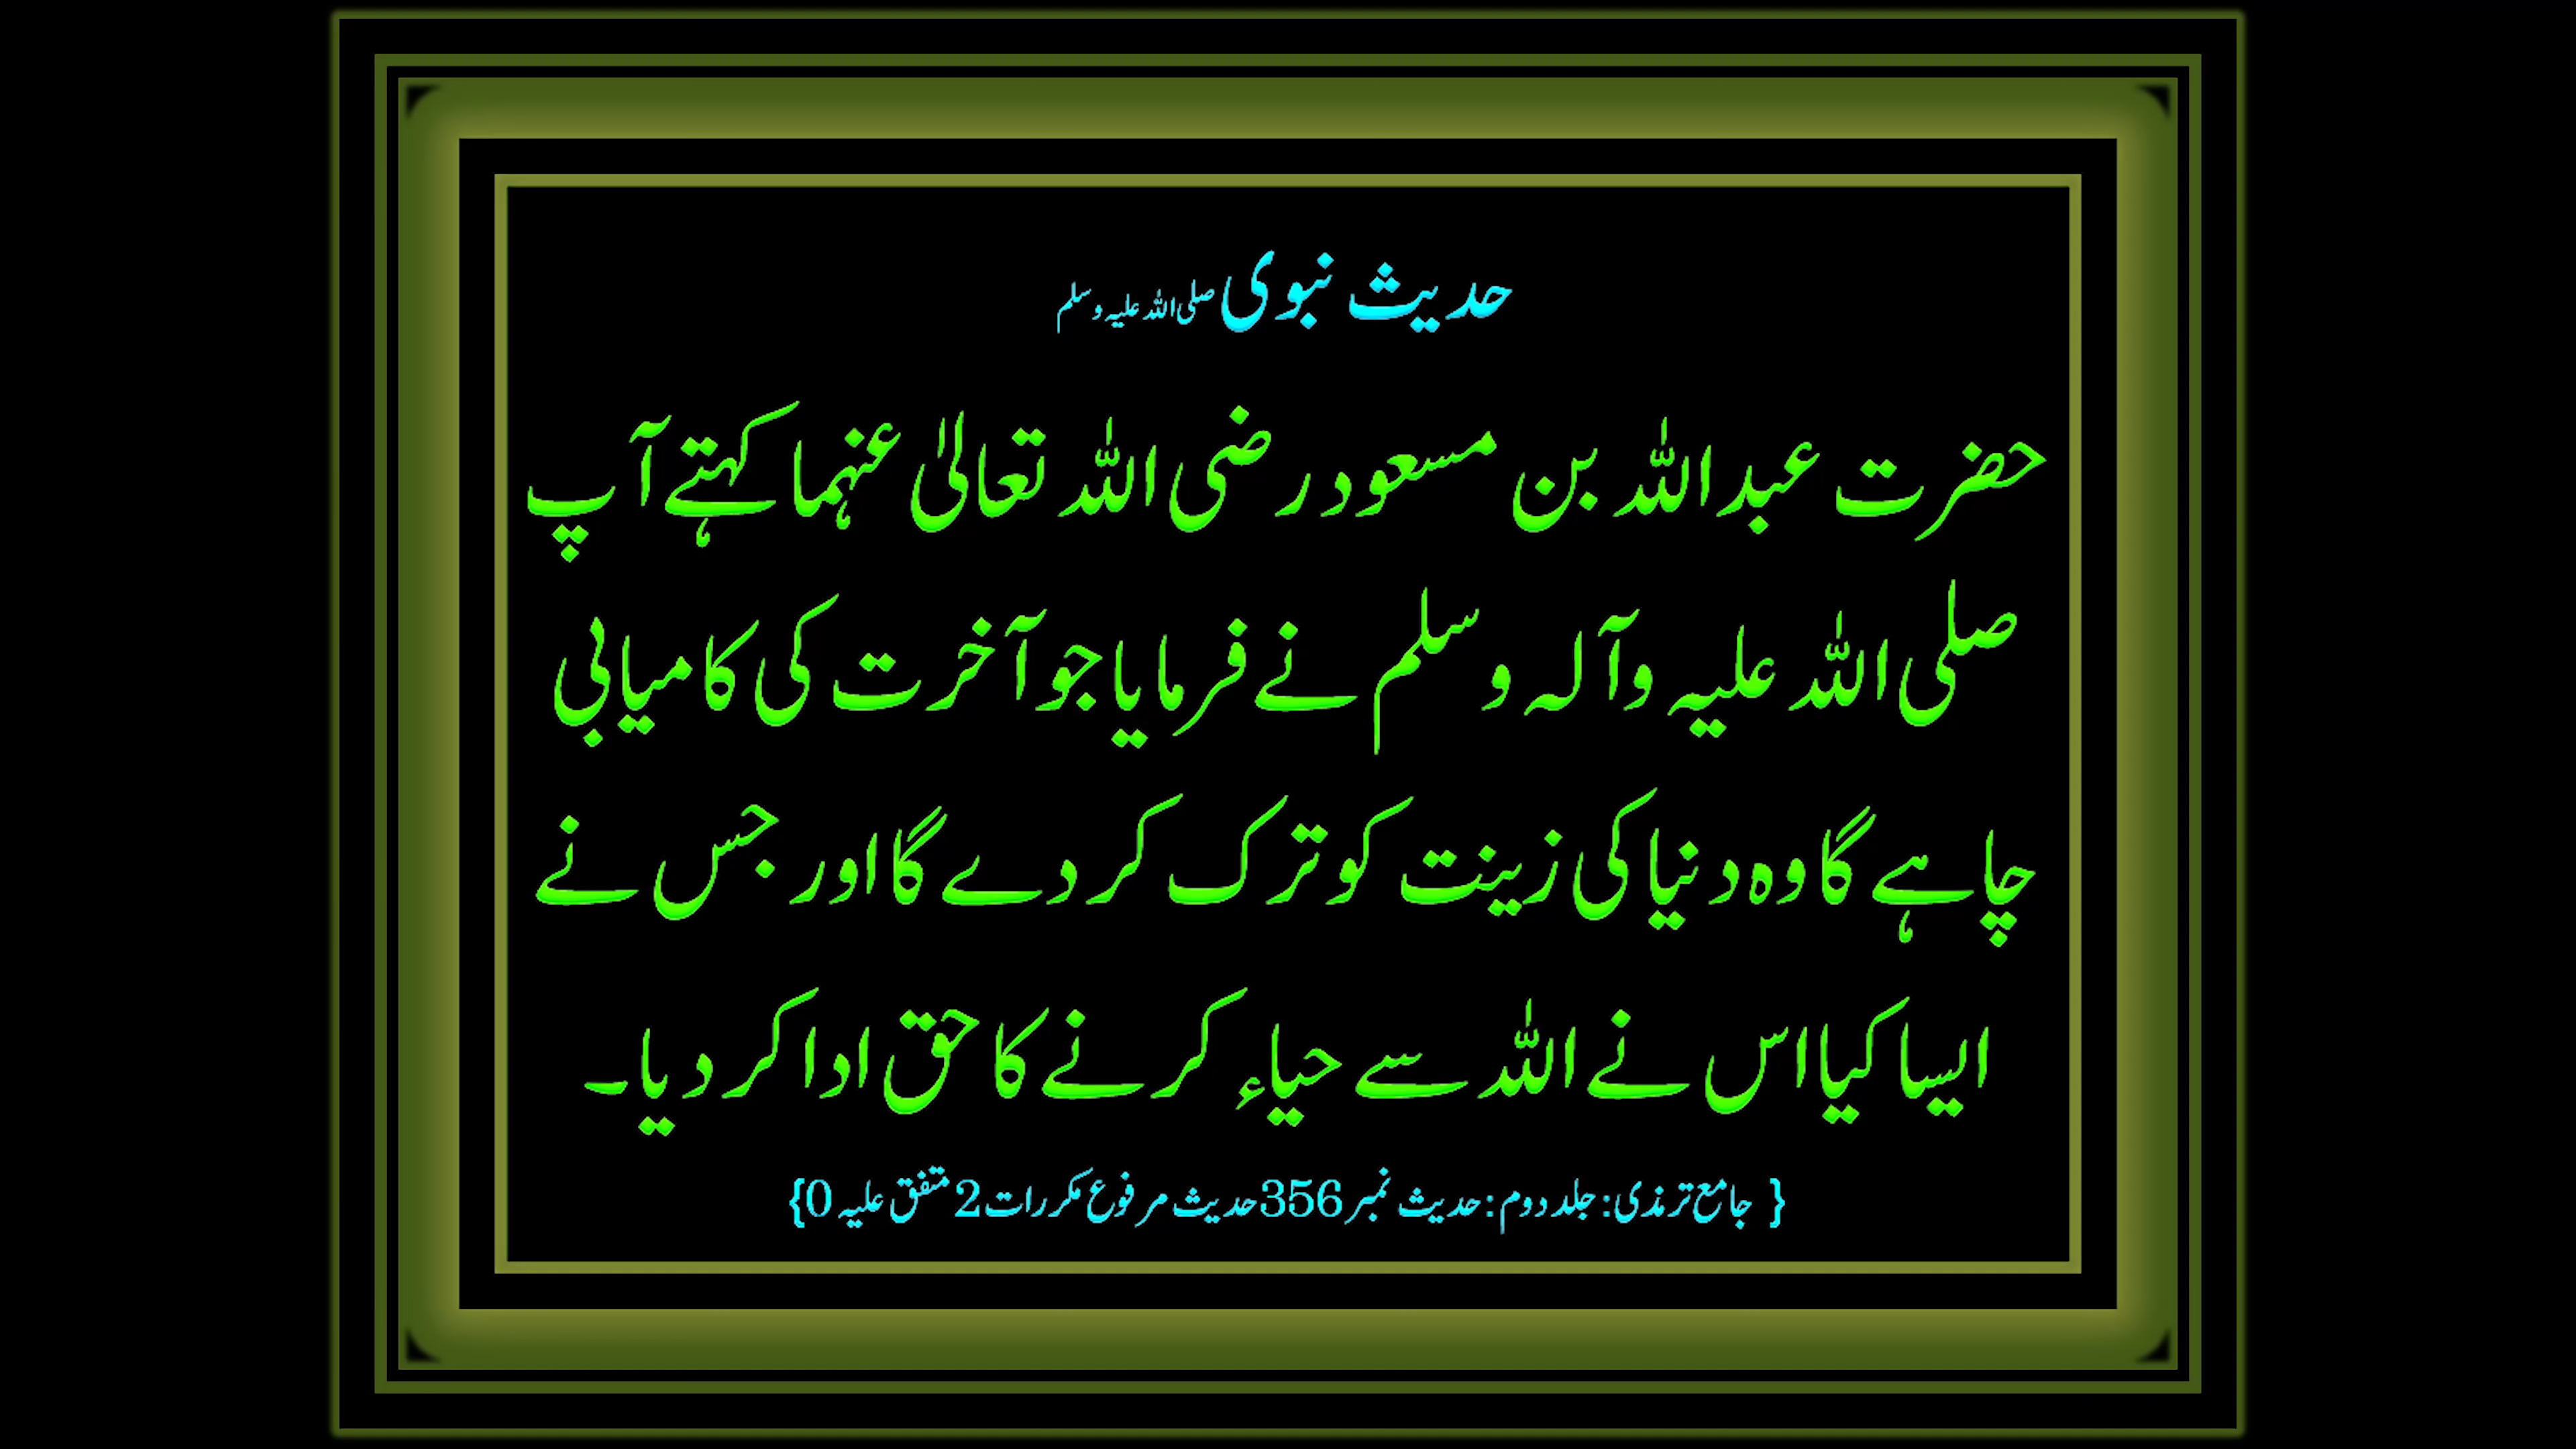 حدیث نبوی صلی اللہ علیہ وسلم
حضرت عبداللہ بن مسعود رضی اللہ تعالیٰ عنہما کہتے آپ
صلی اللہ علیہ وآلہ وسلم نے فرمایا جو آخرت کی کامیابی
چاہے گا وہ دنیا کی زینت کو ترک کر دے گا اور جس نے
ایسا کیا اس نے اللہ سے حیاء کرنے کا حق ادا کر دیا۔
{ جامع ترمذی: جلد دوم: حدیث نمبر 356 حدیث مرفوع مکررات 2 متفق علیہ 0}